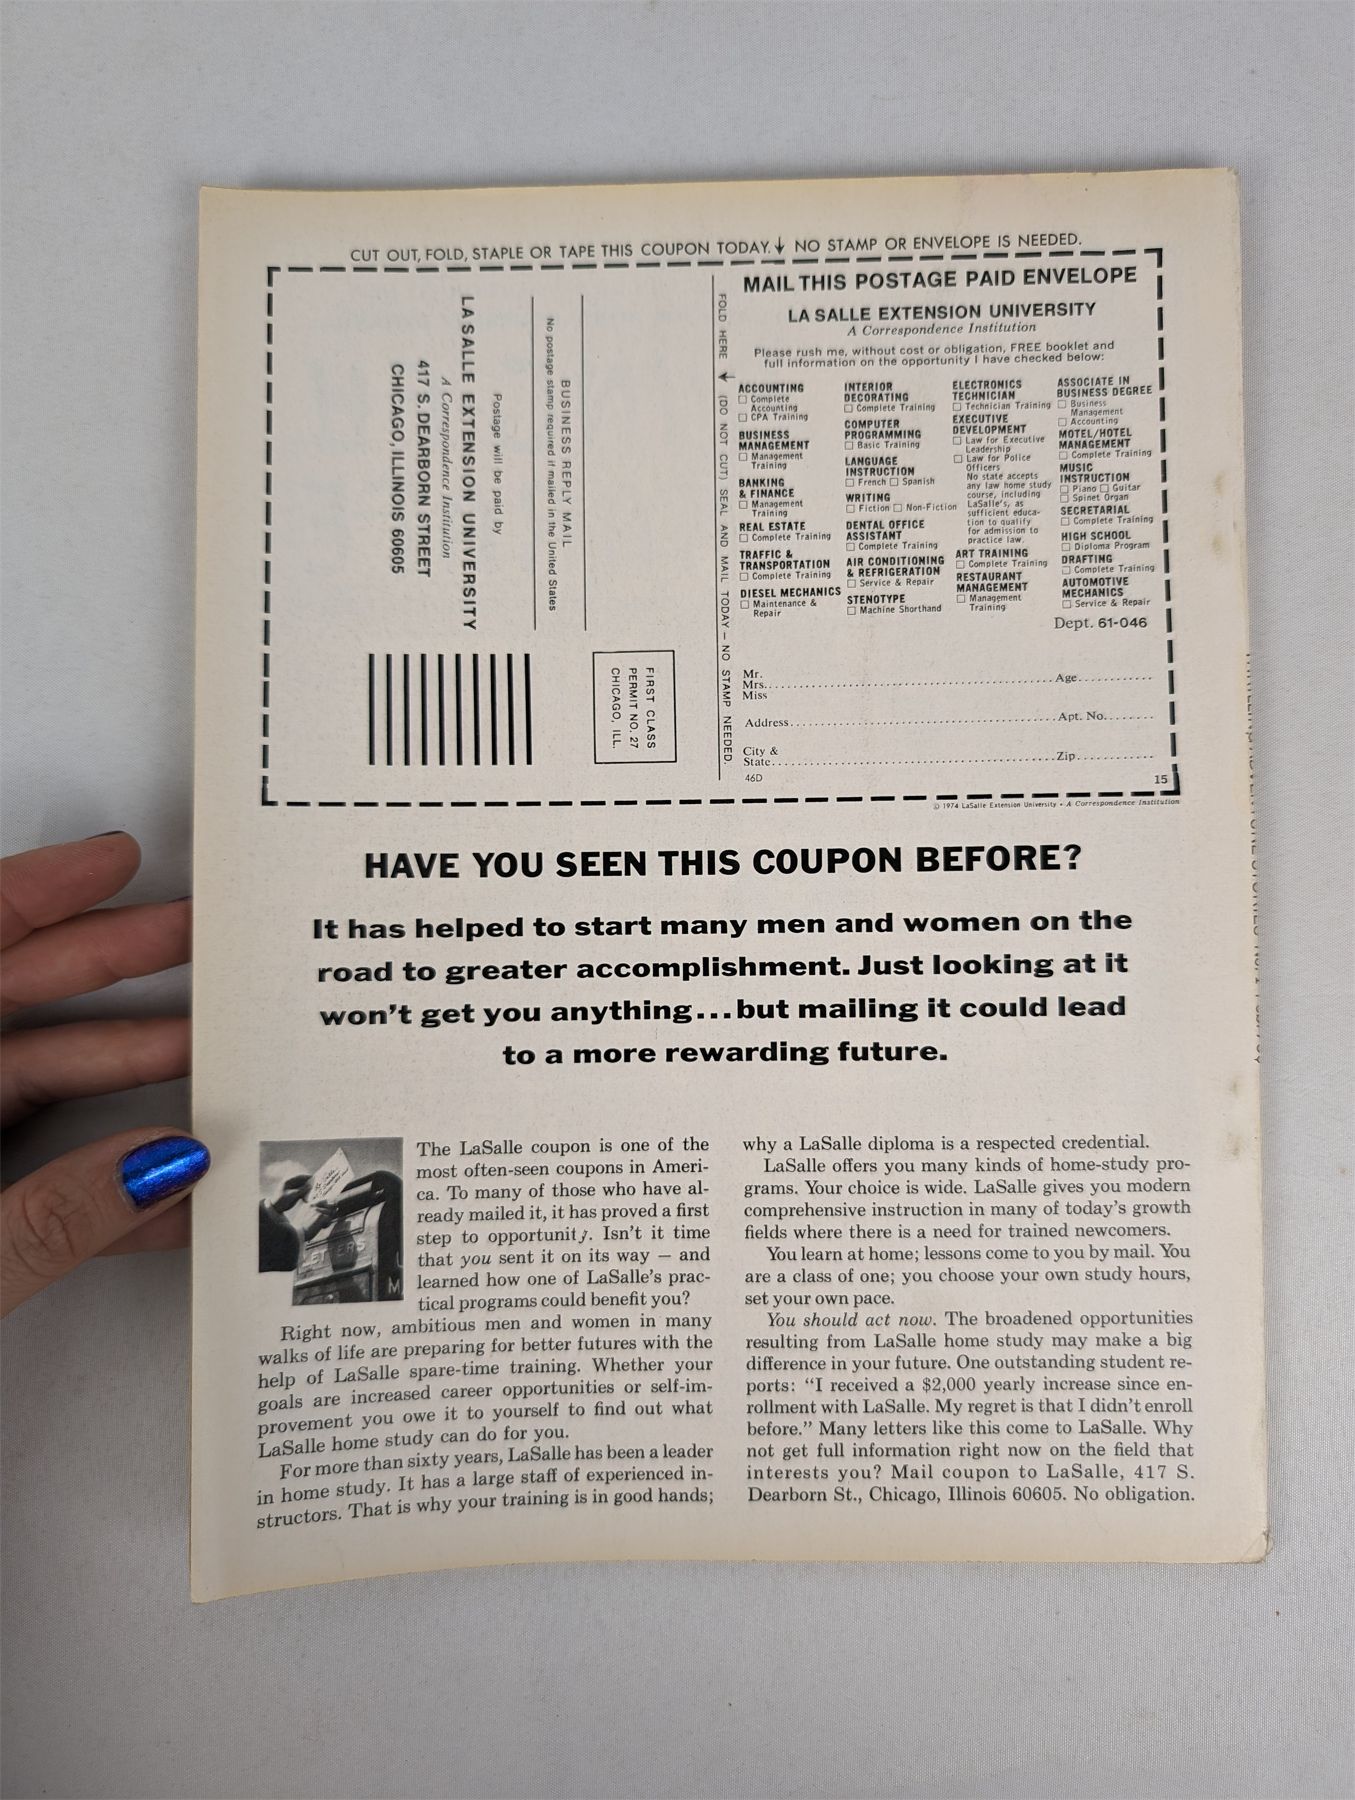 CUT OUT, FOLD, STAPLE OR TAPE THIS COUPON TODAY. NO STAMP OR ENVELOPE IS NEEDED.
LA SALLE EXTENSION UNIVERSITY
A Correspondence Institution
417 S. DEARBORN STREET
CHICAGO, ILLINOIS 60605
Postage will be paid by
No postage stamp required if mailed in the United States
BUSINESS REPLY MAIL
FIRST CLASS
PERMIT NO. 27
CHICAGO, ILL.
FOLD HERE (DO NOT CUT) SEAL AND MAIL TODAY – NO STAMP NEEDED.
MAIL THIS POSTAGE PAID ENVELOPE
LA SALLE EXTENSION UNIVERSITY
A Correspondence Institution
Please rush me, without cost or obligation, FREE booklet and
full information on the opportunity I have checked below:
ACCOUNTING
☐ Complete
Accounting
☐ CPA Training
BUSINESS
MANAGEMENT
☐ Management
Training
BANKING
& FINANCE
☐ Management
Training
REAL ESTATE
☐ Complete Training
TRAFFIC &
TRANSPORTATION
☐ Complete Training
DIESEL MECHANICS
☐ Maintenance &
Repair
INTERIOR
DECORATING
☐ Complete Training
COMPUTER
PROGRAMMING
☐ Basic Training
LANGUAGE
INSTRUCTION
☐ French ☐ Spanish
WRITING
☐ Fiction ☐ Non-Fiction
DENTAL OFFICE
ASSISTANT
☐ Complete Training
AIR CONDITIONING
& REFRIGERATION
☐ Service & Repair
STENOTYPE
☐ Machine Shorthand
ELECTRONICS
TECHNICIAN
☐ Technician Training
EXECUTIVE
DEVELOPMENT
☐ Law for Executive
Leadership
☐ Law for Police
Officers
No state accepts
any law home study
course, including
LaSalle's, as
sufficient educa-
tion to qualify
for admission to
practice law.
ART TRAINING
☐ Complete Training
RESTAURANT
MANAGEMENT
☐ Management
Training
ASSOCIATE IN
BUSINESS DEGREE
☐ Business
Management
☐ Accounting
MOTEL/HOTEL
MANAGEMENT
☐ Complete Training
MUSIC
INSTRUCTION
☐ Piano ☐ Guitar
☐ Spinet Organ
SECRETARIAL
☐ Complete Training
HIGH SCHOOL
☐ Diploma Program
DRAFTING
☐ Complete Training
AUTOMOTIVE
MECHANICS
☐ Service & Repair
Dept. 61-046
Mr.
Mrs. Age
Miss
Address Apt. No.
City &
State Zip
46D 15
© 1974 LaSalle Extension University • A Correspondence Institution
HAVE YOU SEEN THIS COUPON BEFORE?
It has helped to start many men and women on the
road to greater accomplishment. Just looking at it
won't get you anything...but mailing it could lead
to a more rewarding future.
LETTERS
The LaSalle coupon is one of the
most often-seen coupons in Ameri-
ca. To many of those who have al-
ready mailed it, it has proved a first
step to opportunity. Isn't it time
that you sent it on its way — and
learned how one of LaSalle's prac-
tical programs could benefit you?
Right now, ambitious men and women in many
walks of life are preparing for better futures with the
help of LaSalle spare-time training. Whether your
goals are increased career opportunities or self-im-
provement you owe it to yourself to find out what
LaSalle home study can do for you.
For more than sixty years, LaSalle has been a leader
in home study. It has a large staff of experienced in-
structors. That is why your training is in good hands;
why a LaSalle diploma is a respected credential.
LaSalle offers you many kinds of home-study pro-
grams. Your choice is wide. LaSalle gives you modern
comprehensive instruction in many of today's growth
fields where there is a need for trained newcomers.
You learn at home; lessons come to you by mail. You
are a class of one; you choose your own study hours,
set your own pace.
You should act now. The broadened opportunities
resulting from LaSalle home study may make a big
difference in your future. One outstanding student re-
ports: "I received a $2,000 yearly increase since en-
rollment with LaSalle. My regret is that I didn't enroll
before." Many letters like this come to LaSalle. Why
not get full information right now on the field that
interests you? Mail coupon to LaSalle, 417 S.
Dearborn St., Chicago, Illinois 60605. No obligation.